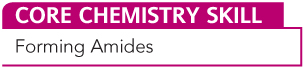 CORE CHEMISTRY SKILL
Forming Amides